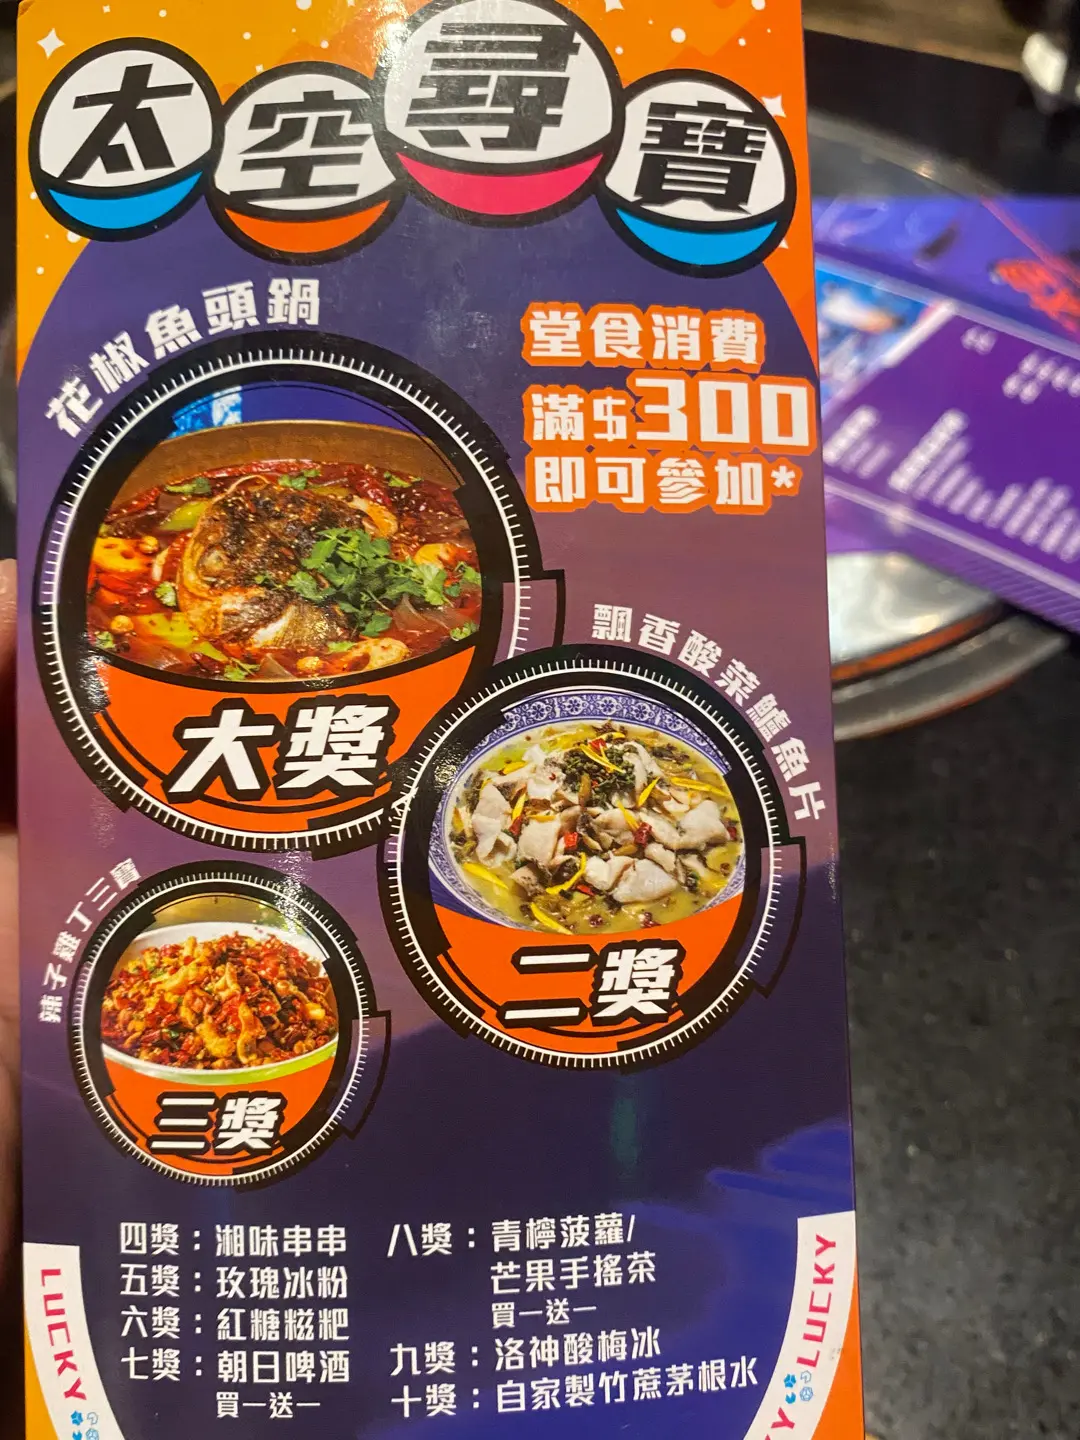 太空尋寶
花椒魚頭鍋
堂食消費
滿$300
即可參加*
大獎
飄香酸菜鱸魚片
二獎
辣子雞丁三寶
三獎
四獎：湘味串串
五獎：玫瑰冰粉
六獎：紅糖糍粑
七獎：朝日啤酒
買一送一
八獎：青檸菠蘿/
芒果手搖茶
買一送一
九獎：洛神酸梅冰
十獎：自家製竹蔗茅根水
LUCKY
LUCKY